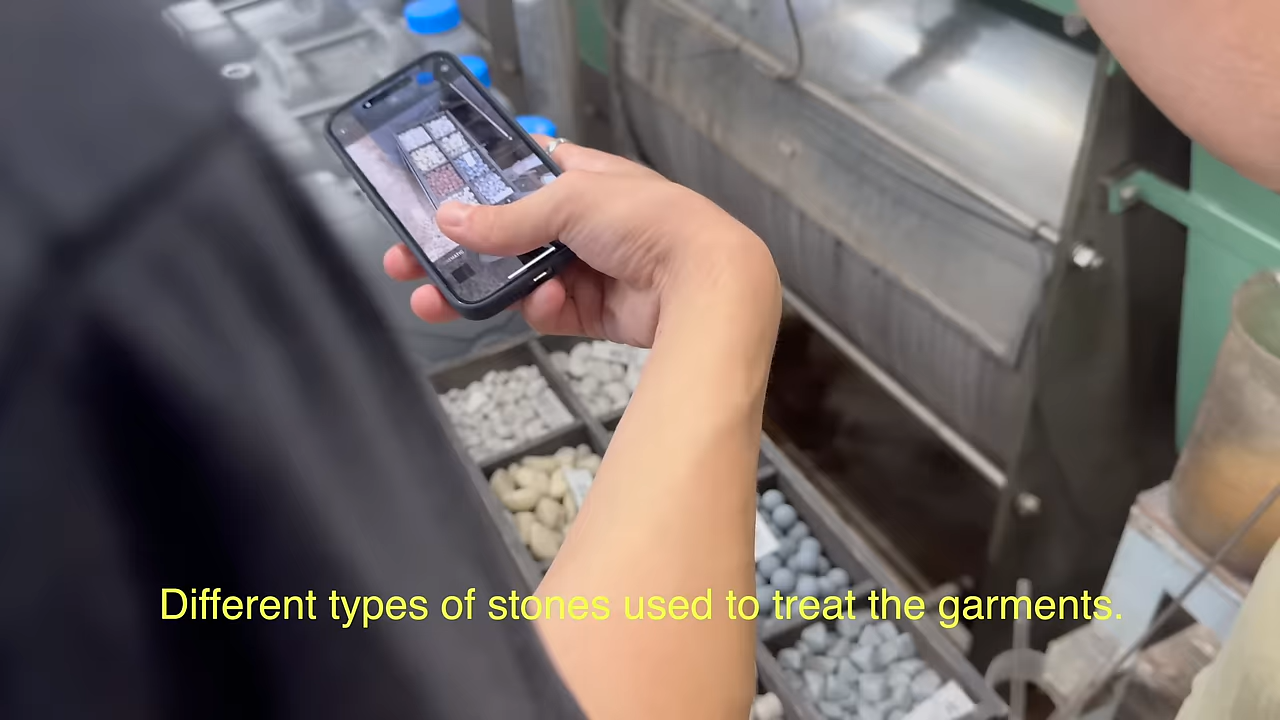 Different types of stones used to treat the garments.